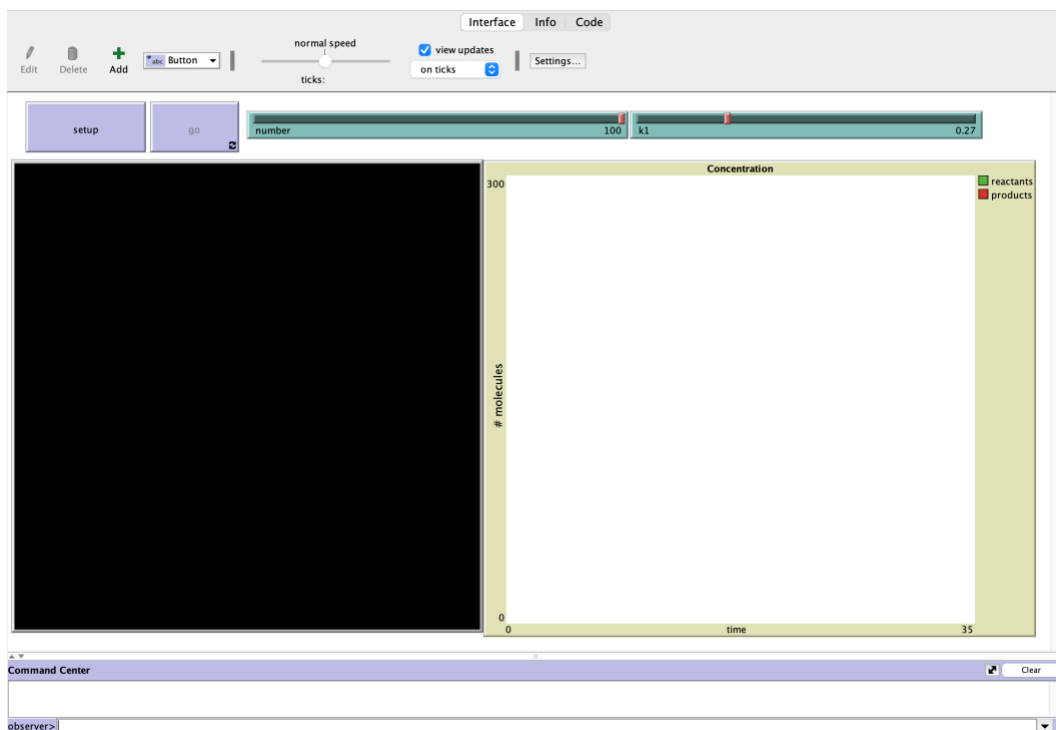 Interface Info Code
normal speed
Edit Delete Add abc Button
view updates
on ticks
Settings...
ticks:
setup
go
number 100
k1 0.27
Concentration
300
reactants
products
# molecules
0
0 time 35
Command Center
Clear
observer>